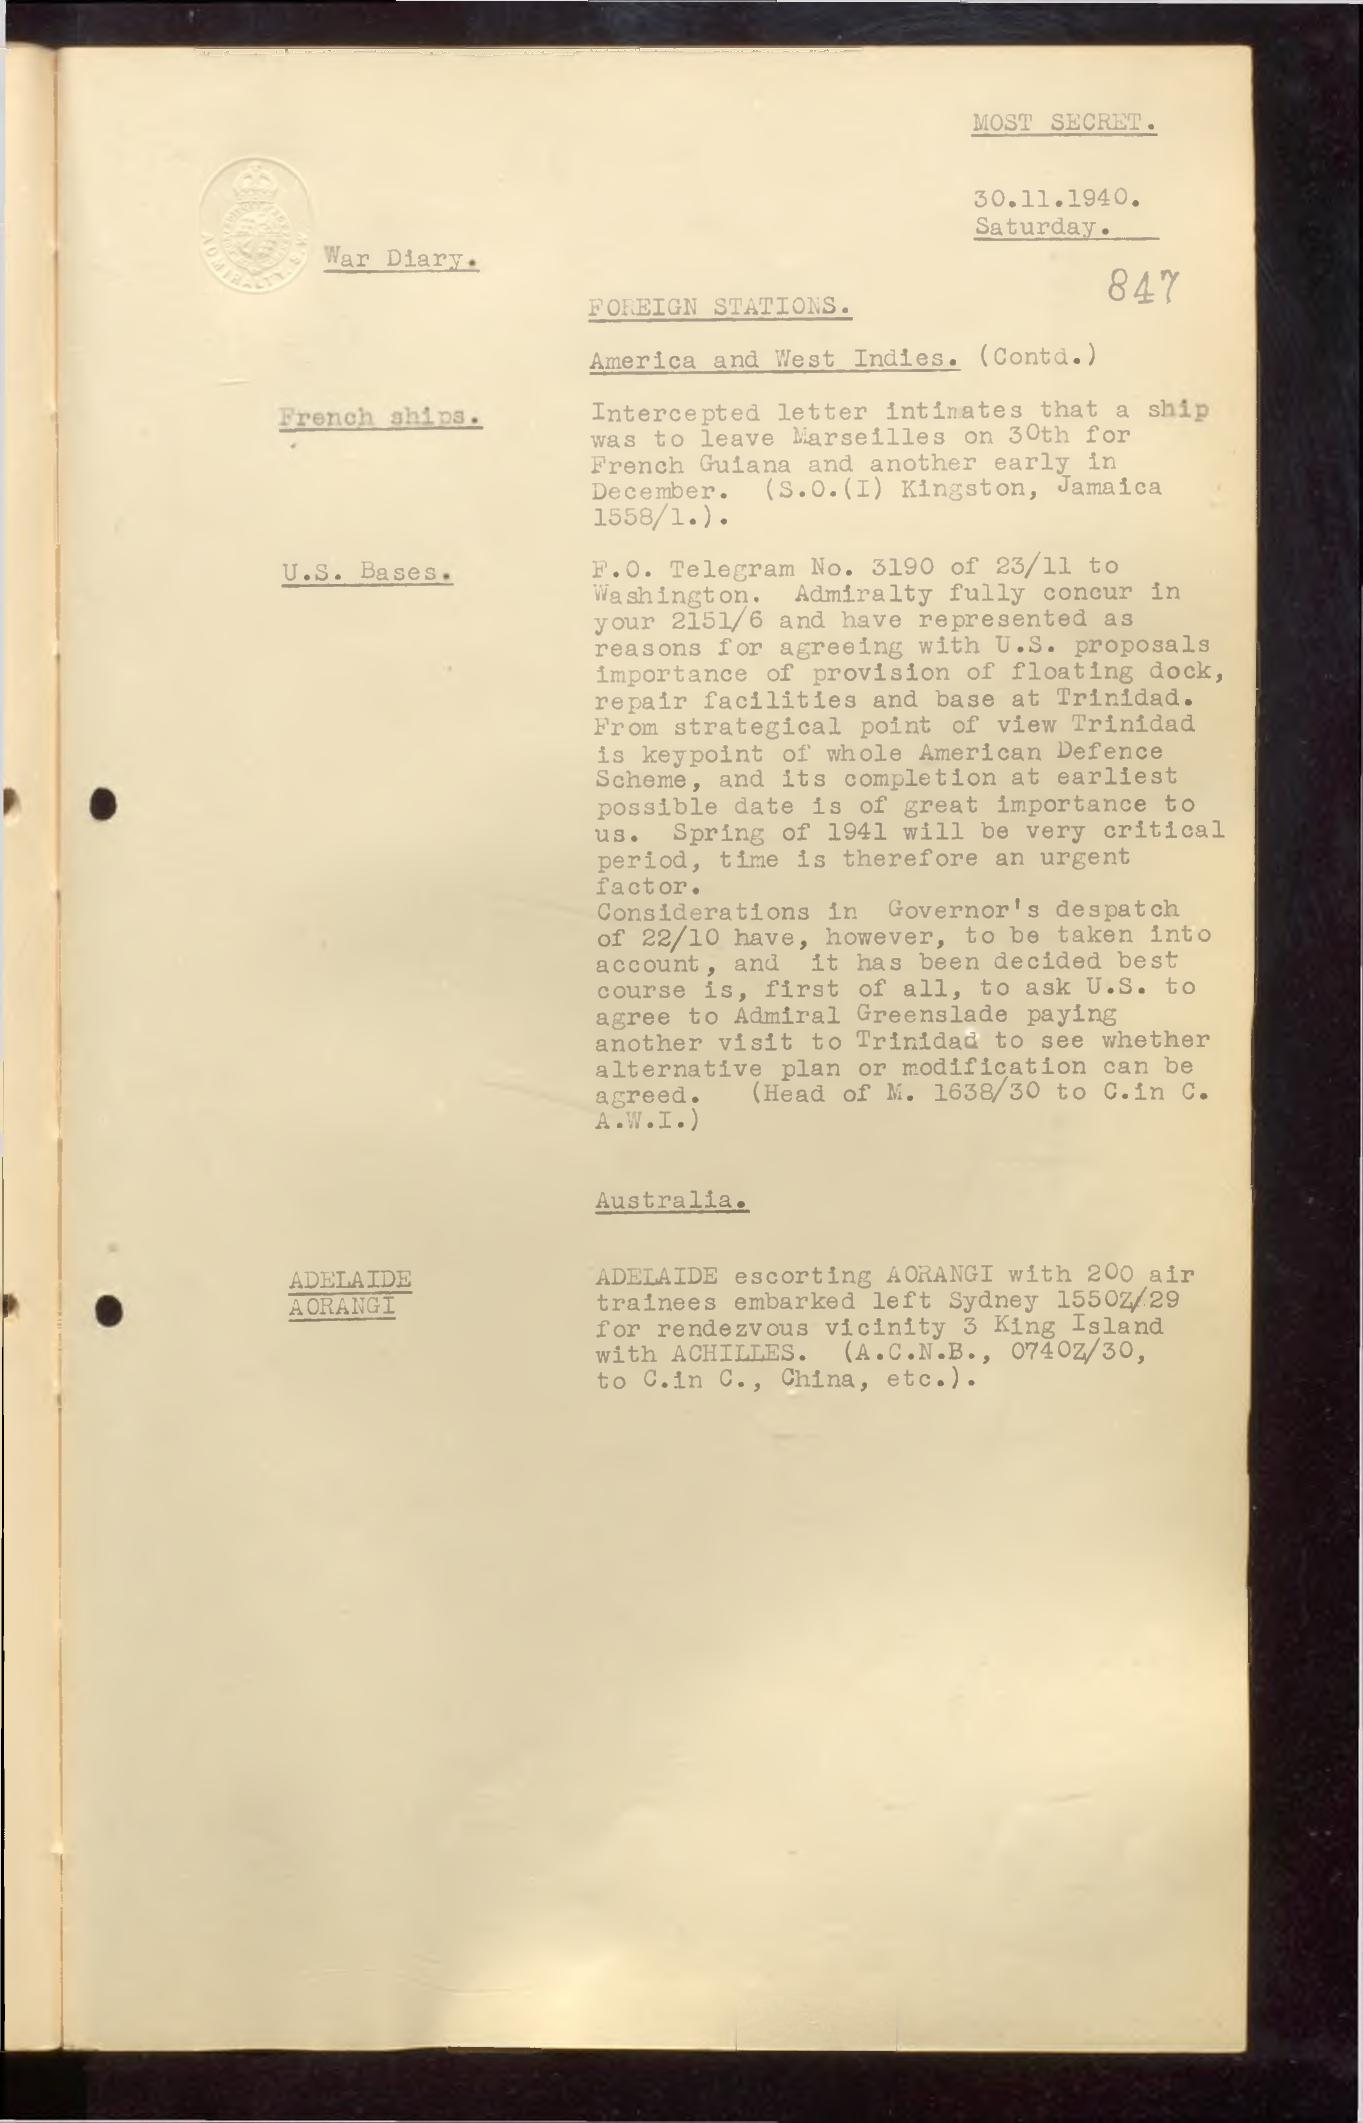 MOST SECRET.
30.11.1940.
Saturday.
ADMIRALTY. S.W.
War Diary.
847
FOREIGN STATIONS.
America and West Indies. (Contd.)
French ships.
Intercepted letter intimates that a ship
was to leave Marseilles on 30th for
French Guiana and another early in
December. (S.O.(I) Kingston, Jamaica
1558/1.).
U.S. Bases.
F.O. Telegram No. 3190 of 23/11 to
Washington. Admiralty fully concur in
your 2151/6 and have represented as
reasons for agreeing with U.S. proposals
importance of provision of floating dock,
repair facilities and base at Trinidad.
From strategical point of view Trinidad
is keypoint of whole American Defence
Scheme, and its completion at earliest
possible date is of great importance to
us. Spring of 1941 will be very critical
period, time is therefore an urgent
factor.
Considerations in Governor's despatch
of 22/10 have, however, to be taken into
account, and it has been decided best
course is, first of all, to ask U.S. to
agree to Admiral Greenslade paying
another visit to Trinidad to see whether
alternative plan or modification can be
agreed. (Head of M. 1638/30 to C.in C.
A.W.I.)
Australia.
ADELAIDE
AORANGI
ADELAIDE escorting AORANGI with 200 air
trainees embarked left Sydney 1550Z/29
for rendezvous vicinity 3 King Island
with ACHILLES. (A.C.N.B., 0740Z/30,
to C.in C., China, etc.).